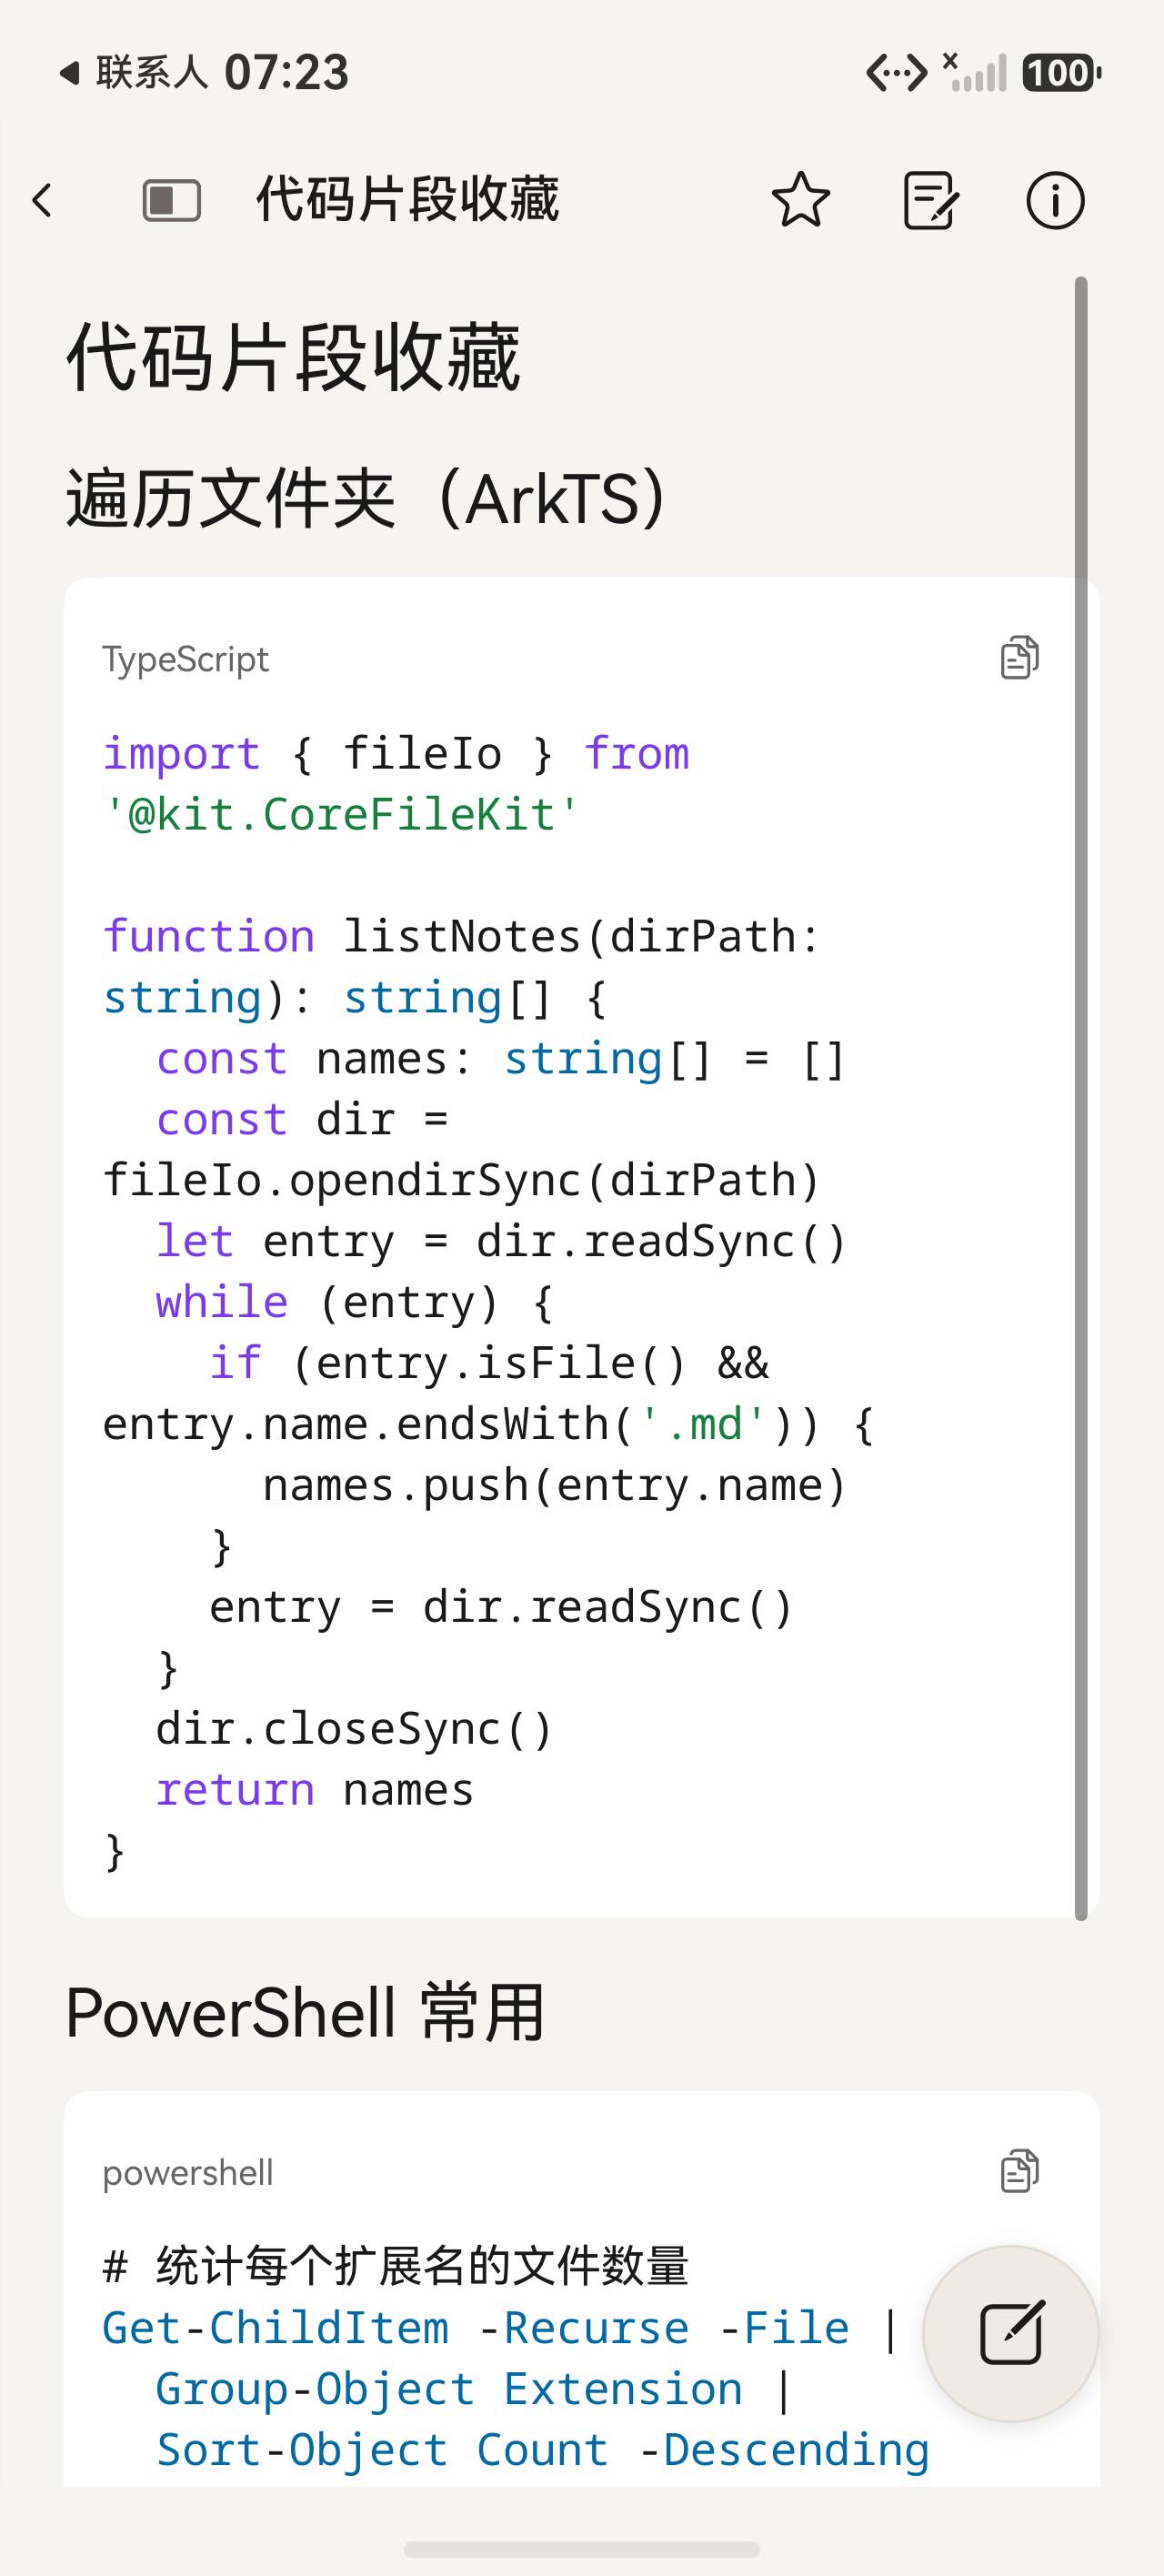 联系人 07:23
100
代码片段收藏
代码片段收藏
遍历文件夹（ArkTS）
TypeScript
import { fileIo } from
'@kit.CoreFileKit'

function listNotes(dirPath:
string): string[] {
  const names: string[] = []
  const dir =
fileIo.opendirSync(dirPath)
  let entry = dir.readSync()
  while (entry) {
    if (entry.isFile() &&
entry.name.endsWith('.md')) {
      names.push(entry.name)
    }
    entry = dir.readSync()
  }
  dir.closeSync()
  return names
}
PowerShell 常用
powershell
# 统计每个扩展名的文件数量
Get-ChildItem -Recurse -File |
  Group-Object Extension |
  Sort-Object Count -Descending